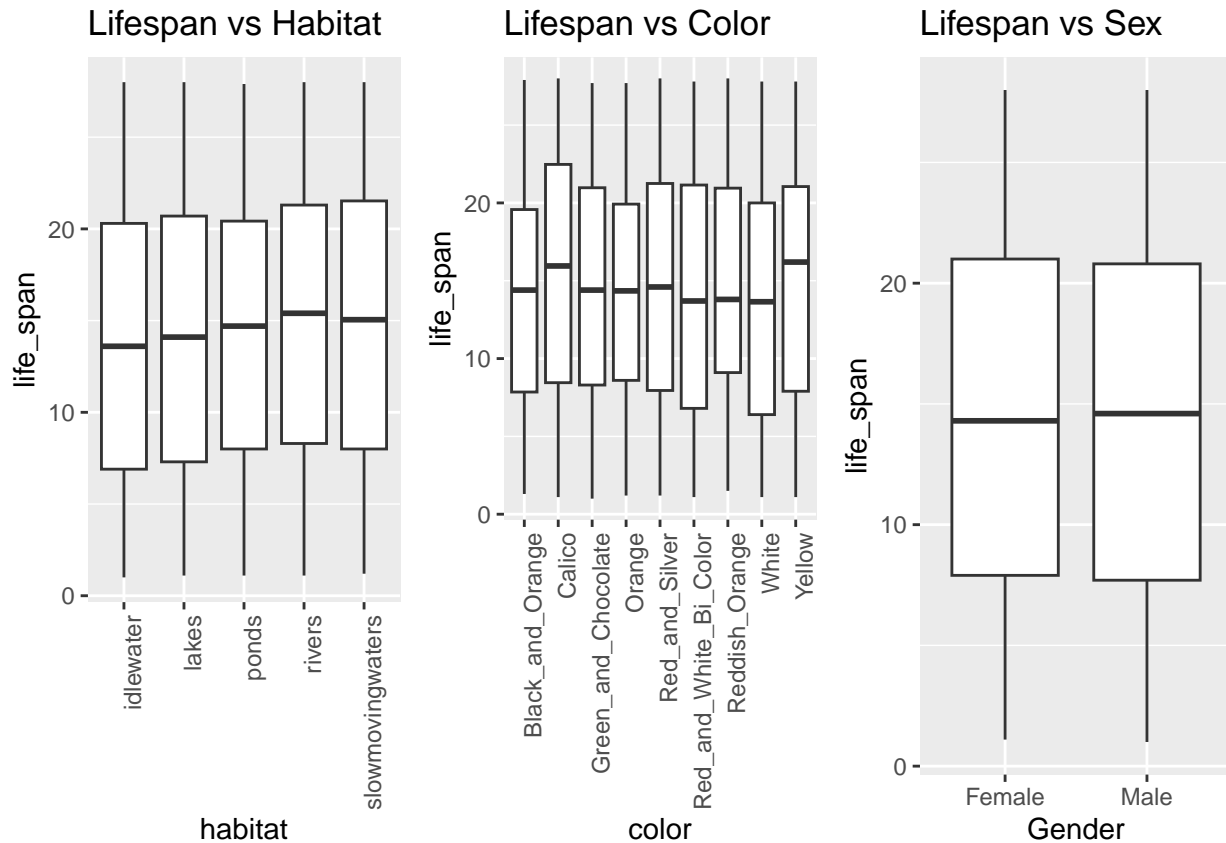 Lifespan vs Habitat
life_span
20
10
0
idlewater
lakes
ponds
rivers
slowmovingwaters
habitat
Lifespan vs Color
life_span
20
10
0
Black_and_Orange
Calico
Green_and_Chocolate
Orange
Red_and_Silver
Red_and_White_Bi_Color
Reddish_Orange
White
Yellow
color
Lifespan vs Sex
life_span
20
10
0
Female
Male
Gender